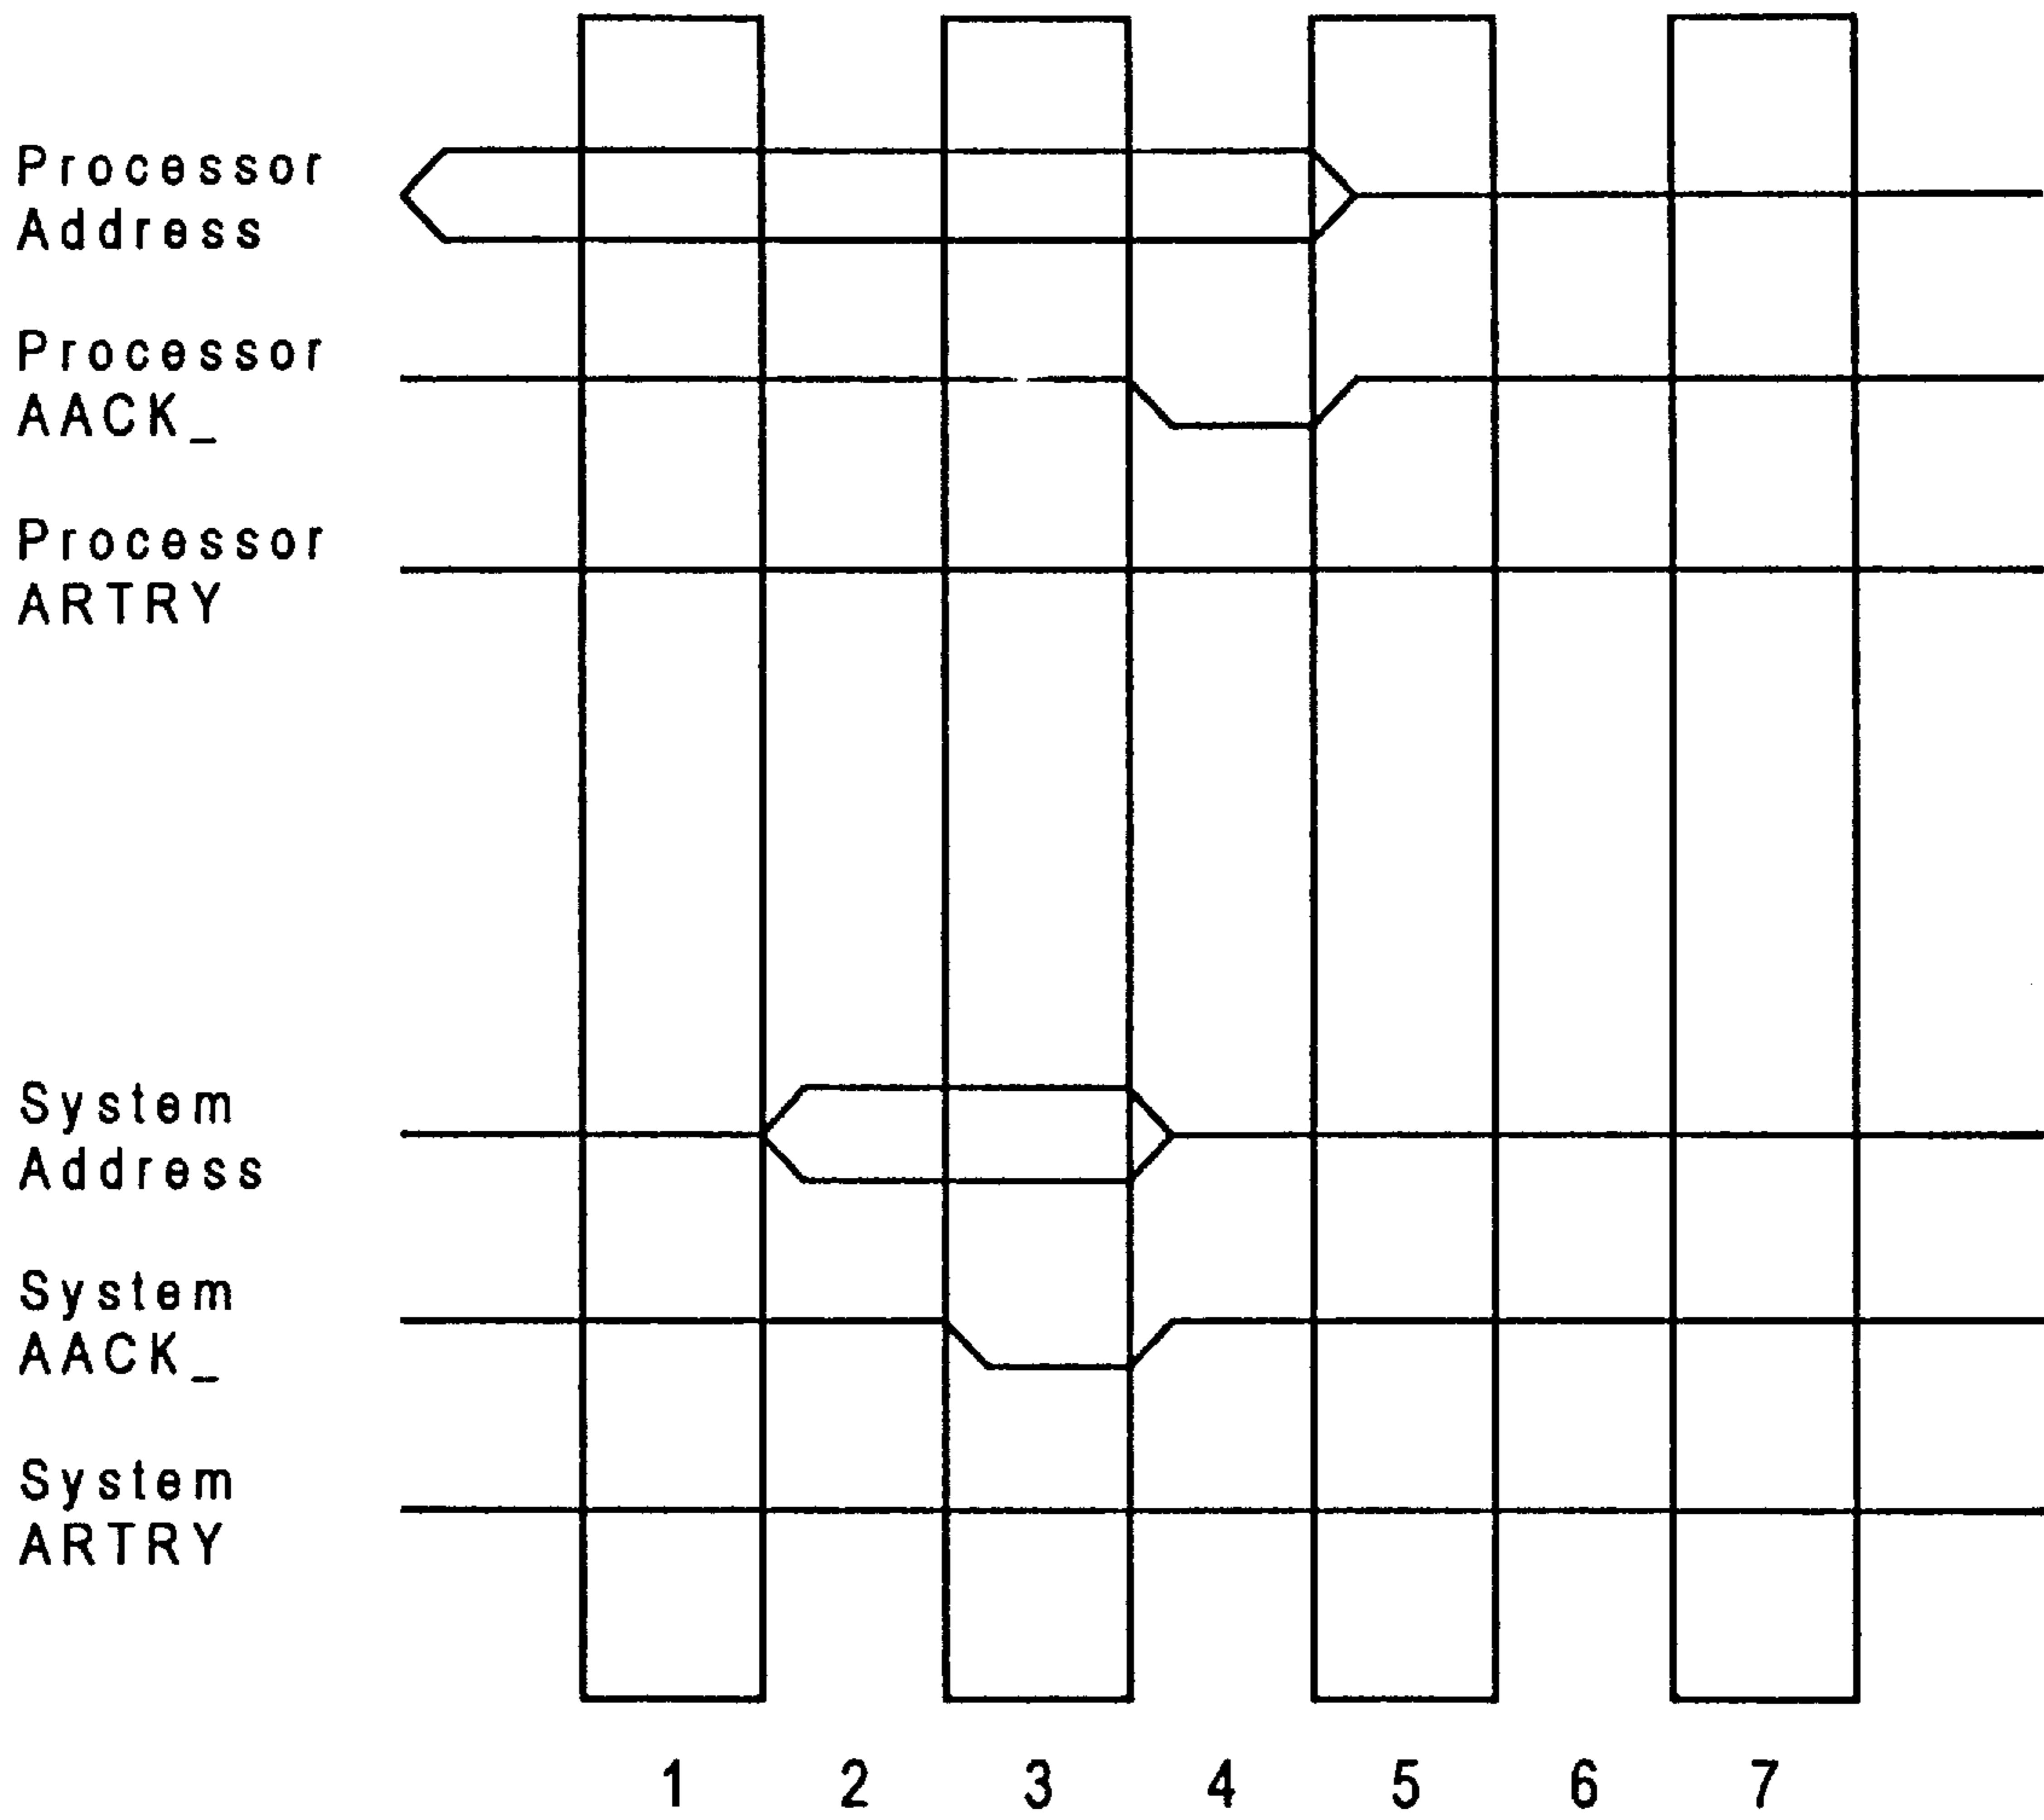 Processor
Address
Processor
AACK_
Processor
ARTRY
System
Address
System
AACK_
System
ARTRY
1 2 3 4 5 6 7